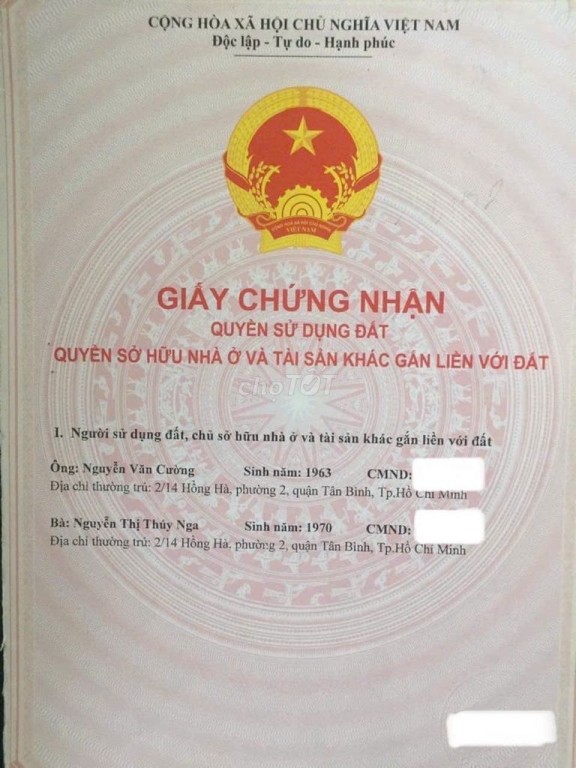 CỘNG HÒA XÃ HỘI CHỦ NGHĨA VIỆT NAM
Độc lập - Tự do - Hạnh phúc
VIỆT NAM
GIẤY CHỨNG NHẬN
QUYỀN SỬ DỤNG ĐẤT
QUYỀN SỞ HỮU NHÀ Ở VÀ TÀI SẢN KHÁC GẮN LIỀN VỚI ĐẤT
choTỐT
I. Người sử dụng đất, chủ sở hữu nhà ở và tài sản khác gắn liền với đất
Ông: Nguyễn Văn Cường Sinh năm: 1963 CMND:
Địa chỉ thường trú: 2/14 Hồng Hà, phường 2, quận Tân Bình, Tp.Hồ Chí Minh
Bà: Nguyễn Thị Thúy Nga Sinh năm: 1970 CMND:
Địa chỉ thường trú: 2/14 Hồng Hà, phường 2, quận Tân Bình, Tp.Hồ Chí Minh